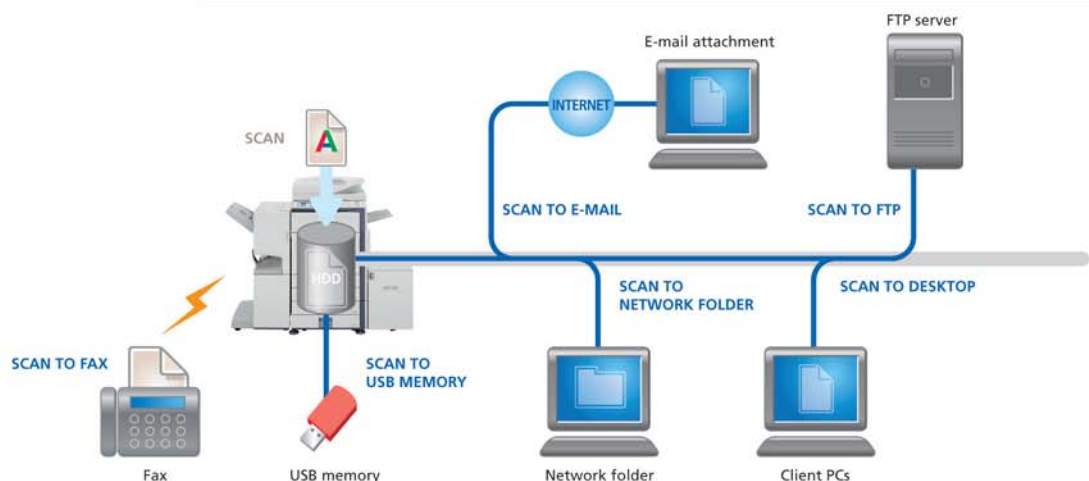 FTP server
E-mail attachment
INTERNET
SCAN
A
SCAN TO E-MAIL
SCAN TO FTP
HDD
SCAN TO
NETWORK FOLDER
SCAN TO DESKTOP
SCAN TO FAX
SCAN TO
USB MEMORY
Fax
USB memory
Network folder
Client PCs